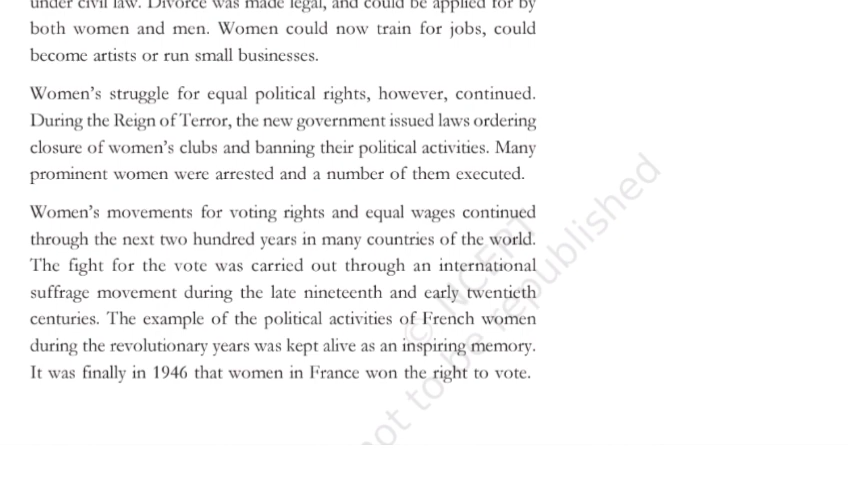 under civil law. Divorce was made legal, and could be applied for by
both women and men. Women could now train for jobs, could
become artists or run small businesses.
Women's struggle for equal political rights, however, continued.
During the Reign of Terror, the new government issued laws ordering
closure of women's clubs and banning their political activities. Many
prominent women were arrested and a number of them executed.
Women's movements for voting rights and equal wages continued
through the next two hundred years in many countries of the world.
The fight for the vote was carried out through an international
suffrage movement during the late nineteenth and early twentieth
centuries. The example of the political activities of French women
during the revolutionary years was kept alive as an inspiring memory.
It was finally in 1946 that women in France won the right to vote.
© NCERT
not to be republished